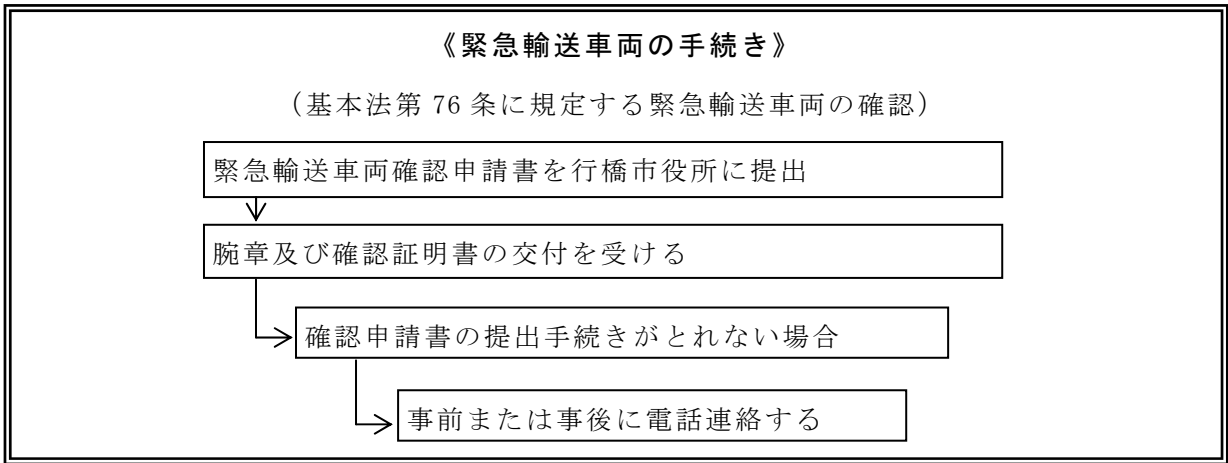 《緊急輸送車両の手続き》
（基本法第 76 条に規定する緊急輸送車両の確認）
緊急輸送車両確認申請書を行橋市役所に提出
腕章及び確認証明書の交付を受ける
確認申請書の提出手続きがとれない場合
事前または事後に電話連絡する